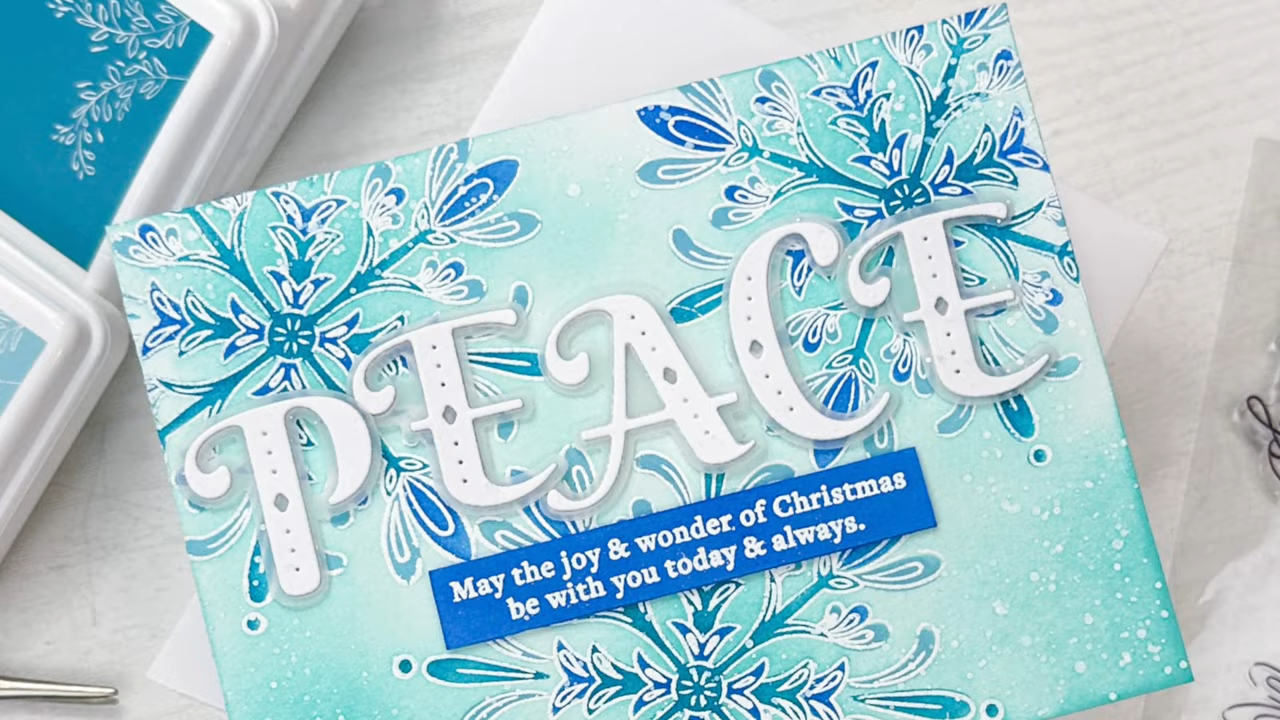 PEACE
May the joy & wonder of Christmas
be with you today & always.